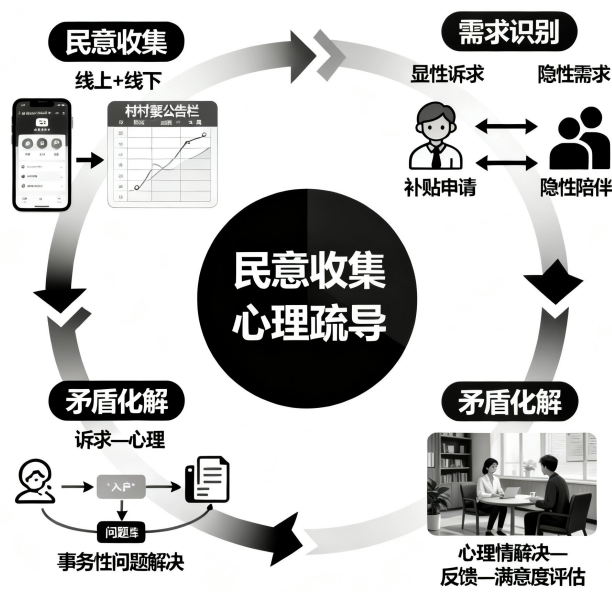 民意收集
线上+线下
需求识别
显性诉求
隐性需求
补贴申请
隐性陪伴
民意收集
心理疏导
矛盾化解
诉求—心理
"入户"
问题库
事务性问题解决
矛盾化解
心理情解决—
反馈—满意度评估